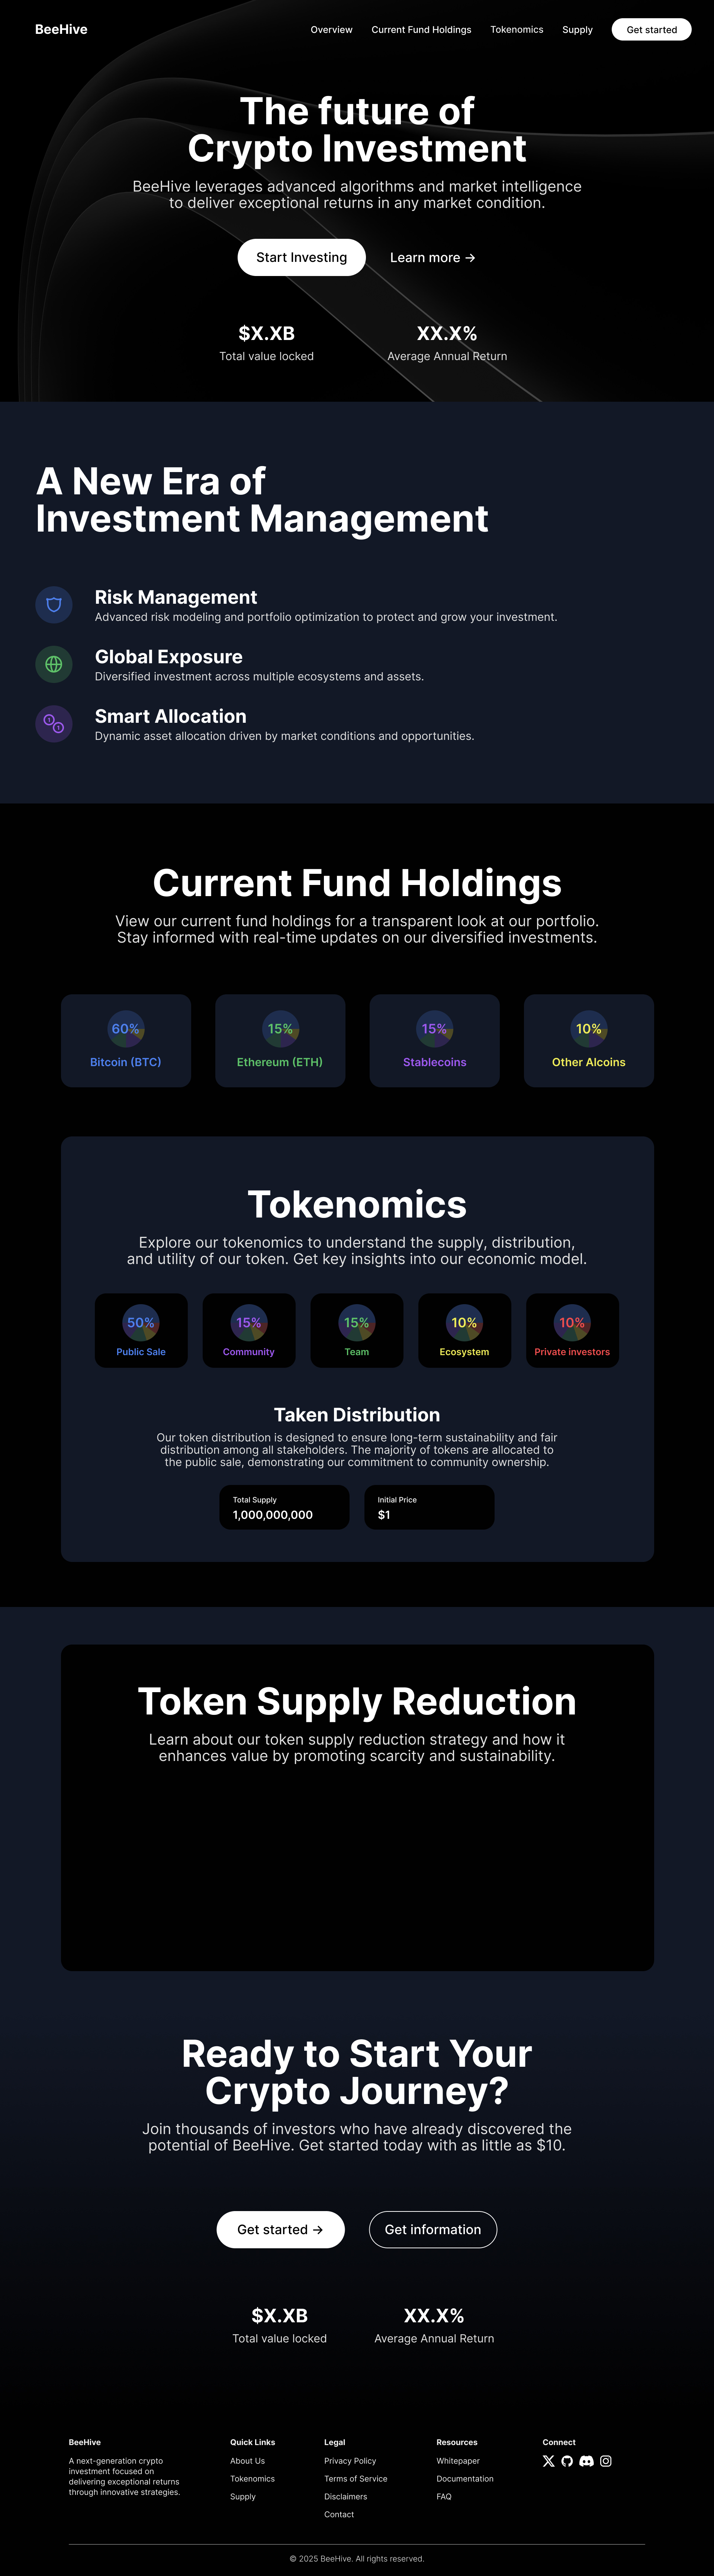 BeeHive
Overview
Current Fund Holdings
Tokenomics
Supply
Get started
The future of
Crypto Investment
BeeHive leverages advanced algorithms and market intelligence
to deliver exceptional returns in any market condition.
Start Investing
Learn more →
$X.XB
Total value locked
XX.X%
Average Annual Return
A New Era of
Investment Management
Risk Management
Advanced risk modeling and portfolio optimization to protect and grow your investment.
Global Exposure
Diversified investment across multiple ecosystems and assets.
Smart Allocation
Dynamic asset allocation driven by market conditions and opportunities.
Current Fund Holdings
View our current fund holdings for a transparent look at our portfolio.
Stay informed with real-time updates on our diversified investments.
60%
Bitcoin (BTC)
15%
Ethereum (ETH)
15%
Stablecoins
10%
Other Alcoins
Tokenomics
Explore our tokenomics to understand the supply, distribution,
and utility of our token. Get key insights into our economic model.
50%
Public Sale
15%
Community
15%
Team
10%
Ecosystem
10%
Private investors
Taken Distribution
Our token distribution is designed to ensure long-term sustainability and fair
distribution among all stakeholders. The majority of tokens are allocated to
the public sale, demonstrating our commitment to community ownership.
Total Supply
1,000,000,000
Initial Price
$1
Token Supply Reduction
Learn about our token supply reduction strategy and how it
enhances value by promoting scarcity and sustainability.
Ready to Start Your
Crypto Journey?
Join thousands of investors who have already discovered the
potential of BeeHive. Get started today with as little as $10.
Get started →
Get information
$X.XB
Total value locked
XX.X%
Average Annual Return
BeeHive
A next-generation crypto
investment focused on
delivering exceptional returns
through innovative strategies.
Quick Links
About Us
Tokenomics
Supply
Legal
Privacy Policy
Terms of Service
Disclaimers
Contact
Resources
Whitepaper
Documentation
FAQ
Connect
© 2025 BeeHive. All rights reserved.